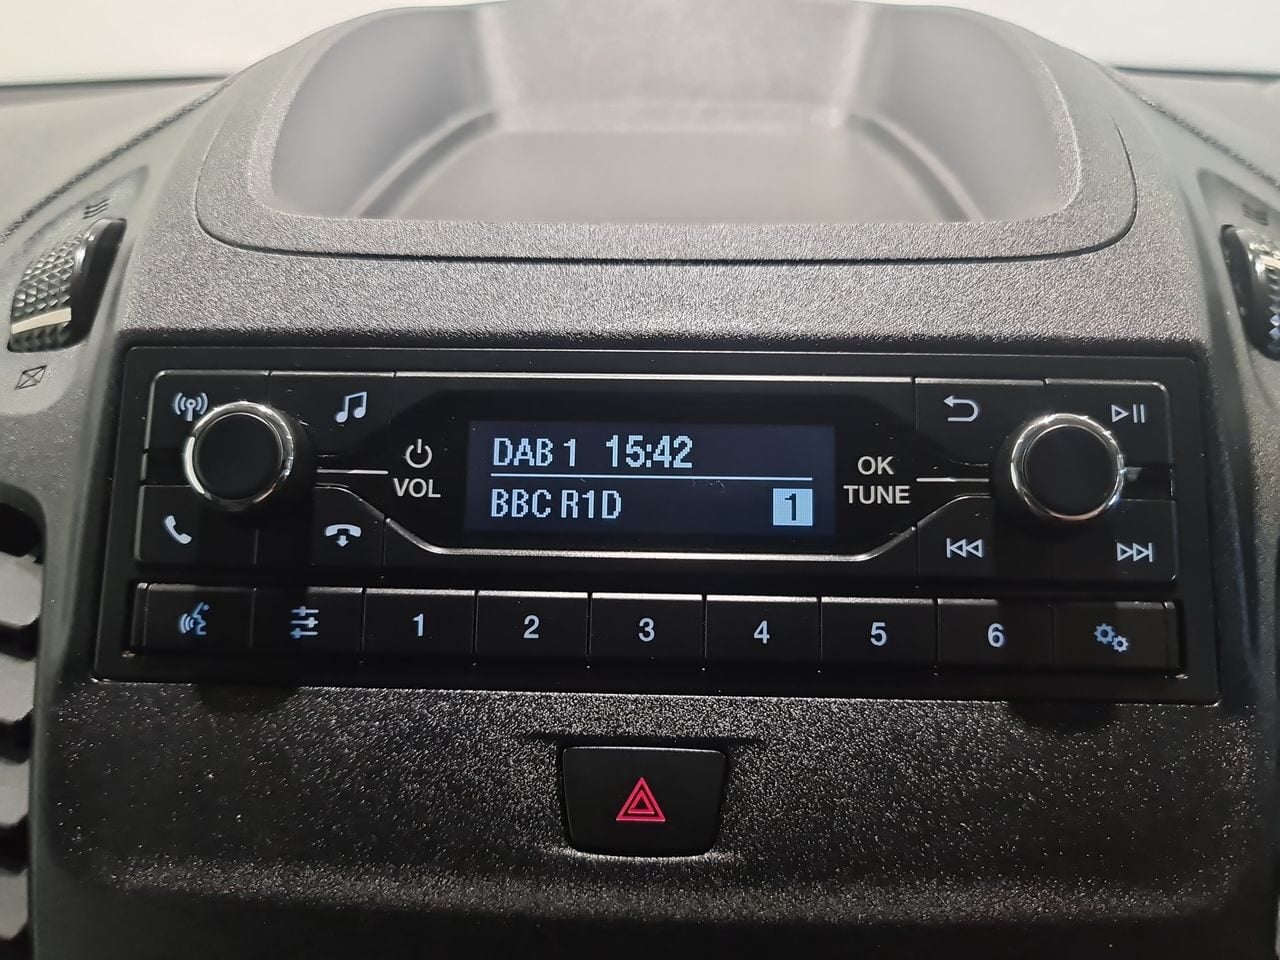 DAB 1 15:42
BBC R1D 1
VOL
OK
TUNE
1 2 3 4 5 6